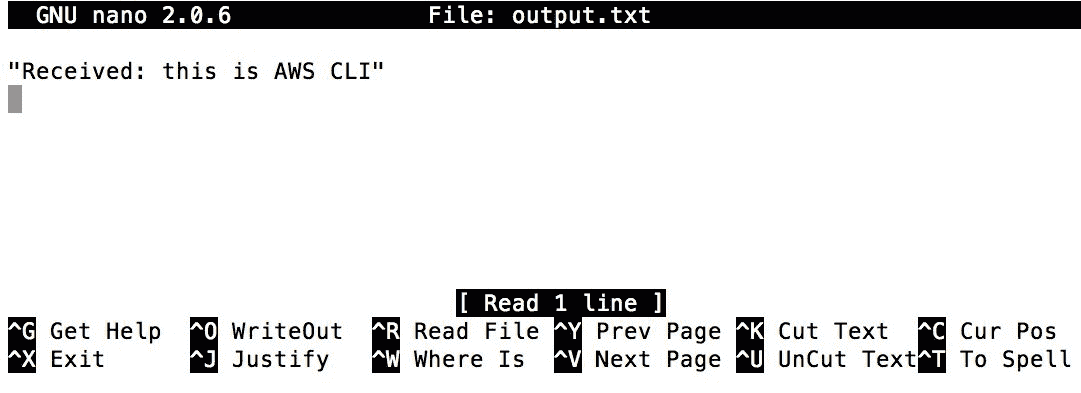 GNU nano 2.0.6 File: output.txt
"Received: this is AWS CLI"
[ Read 1 line ]
^G Get Help ^O WriteOut ^R Read File ^Y Prev Page ^K Cut Text ^C Cur Pos
^X Exit ^J Justify ^W Where Is ^V Next Page ^U UnCut Text ^T To Spell